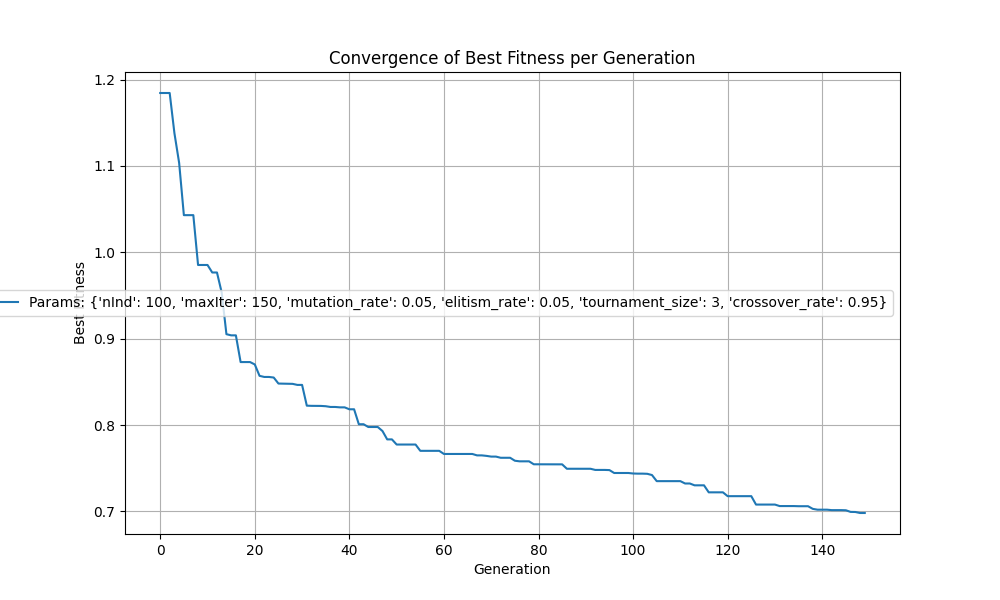 Convergence of Best Fitness per Generation
1.2
1.1
1.0
0.9
0.8
0.7
Best Fitness
Params: {'nInd': 100, 'maxIter': 150, 'mutation_rate': 0.05, 'elitism_rate': 0.05, 'tournament_size': 3, 'crossover_rate': 0.95}
0 20 40 60 80 100 120 140
Generation